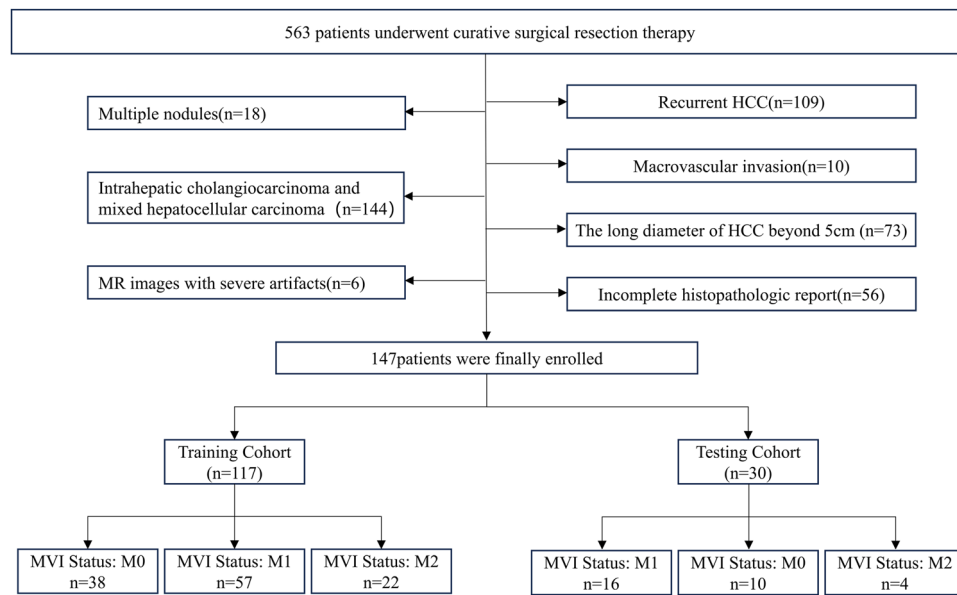 563 patients underwent curative surgical resection therapy
Multiple nodules(n=18)
Recurrent HCC(n=109)
Macrovascular invasion(n=10)
Intrahepatic cholangiocarcinoma and
mixed hepatocellular carcinoma（n=144)
The long diameter of HCC beyond 5cm (n=73)
MR images with severe artifacts(n=6)
Incomplete histopathologic report(n=56)
147patients were finally enrolled
Training Cohort
(n=117)
Testing Cohort
(n=30)
MVI Status: M0
n=38
MVI Status: M1
n=57
MVI Status: M2
n=22
MVI Status: M1
n=16
MVI Status: M0
n=10
MVI Status: M2
n=4